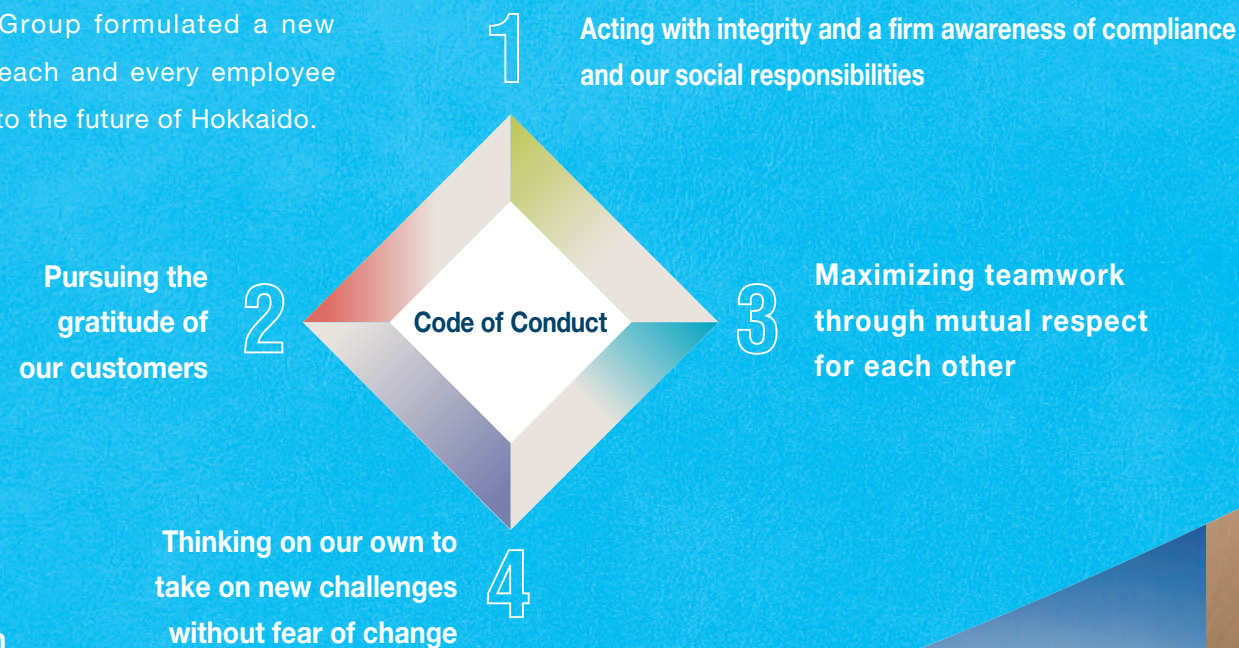 Group formulated a new
each and every employee
to the future of Hokkaido.
1
Acting with integrity and a firm awareness of compliance
and our social responsibilities
2
Pursuing the
gratitude of
our customers
Code of Conduct
3
Maximizing teamwork
through mutual respect
for each other
4
Thinking on our own to
take on new challenges
without fear of change